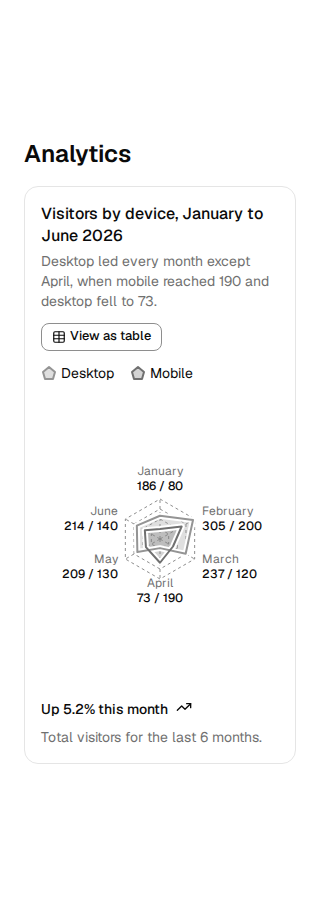 Analytics
Visitors by device, January to
June 2026
Desktop led every month except
April, when mobile reached 190 and
desktop fell to 73.
View as table
Desktop
Mobile
January
186 / 80
June
214 / 140
February
305 / 200
May
209 / 130
March
237 / 120
April
73 / 190
Up 5.2% this month
Total visitors for the last 6 months.